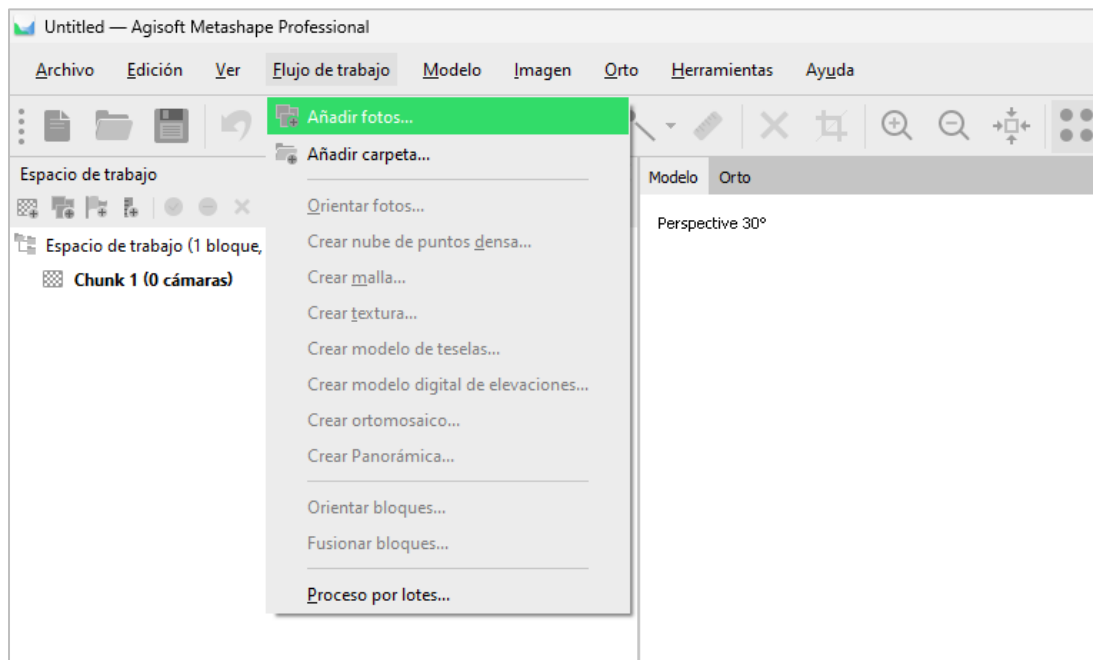 Untitled — Agisoft Metashape Professional
Archivo Edición Ver Flujo de trabajo Modelo Imagen Orto Herramientas Ayuda
Añadir fotos...
Añadir carpeta...
Orientar fotos...
Crear nube de puntos densa...
Crear malla...
Crear textura...
Crear modelo de teselas...
Crear modelo digital de elevaciones...
Crear ortomosaico...
Crear Panorámica...
Orientar bloques...
Fusionar bloques...
Proceso por lotes...
Espacio de trabajo
Espacio de trabajo (1 bloque,
Chunk 1 (0 cámaras)
Modelo Orto
Perspective 30°